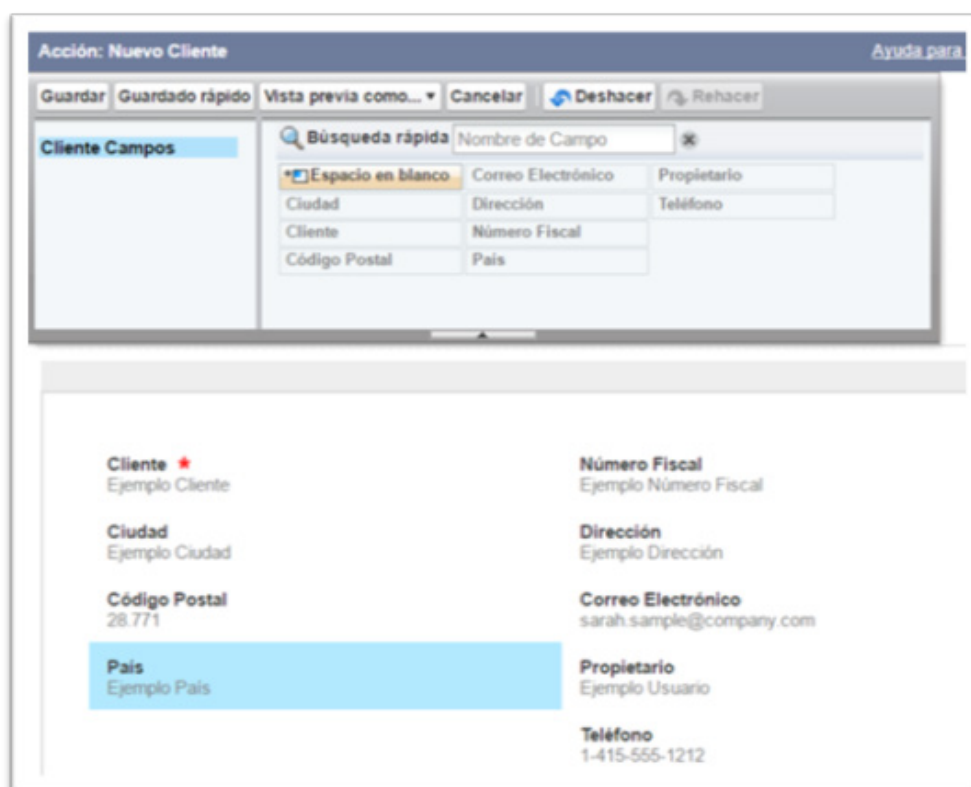 Acción: Nuevo Cliente Ayuda para
Guardar Guardado rápido Vista previa como... Cancelar Deshacer Rehacer
Cliente Campos
Búsqueda rápida Nombre de Campo
Espacio en blanco Correo Electrónico Propietario
Ciudad Dirección Teléfono
Cliente Número Fiscal
Código Postal País
Cliente Número Fiscal
Ejemplo Cliente Ejemplo Número Fiscal
Ciudad Dirección
Ejemplo Ciudad Ejemplo Dirección
Código Postal Correo Electrónico
28.771 sarah.sample@company.com
País Propietario
Ejemplo País Ejemplo Usuario
Teléfono
1-415-555-1212